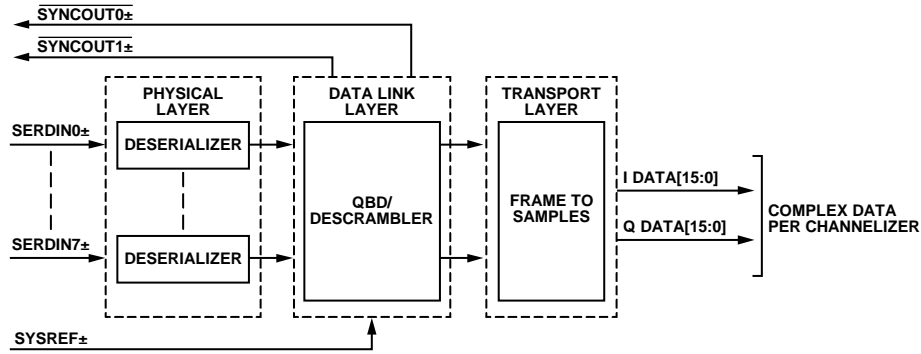 SYNCOUT0±
SYNCOUT1±
PHYSICAL
LAYER
DATA LINK
LAYER
TRANSPORT
LAYER
SERDIN0±
DESERIALIZER
QBD/
DESCRAMBLER
FRAME TO
SAMPLES
I DATA[15:0]
Q DATA[15:0]
COMPLEX DATA
PER CHANNELIZER
SERDIN7±
DESERIALIZER
SYSREF±